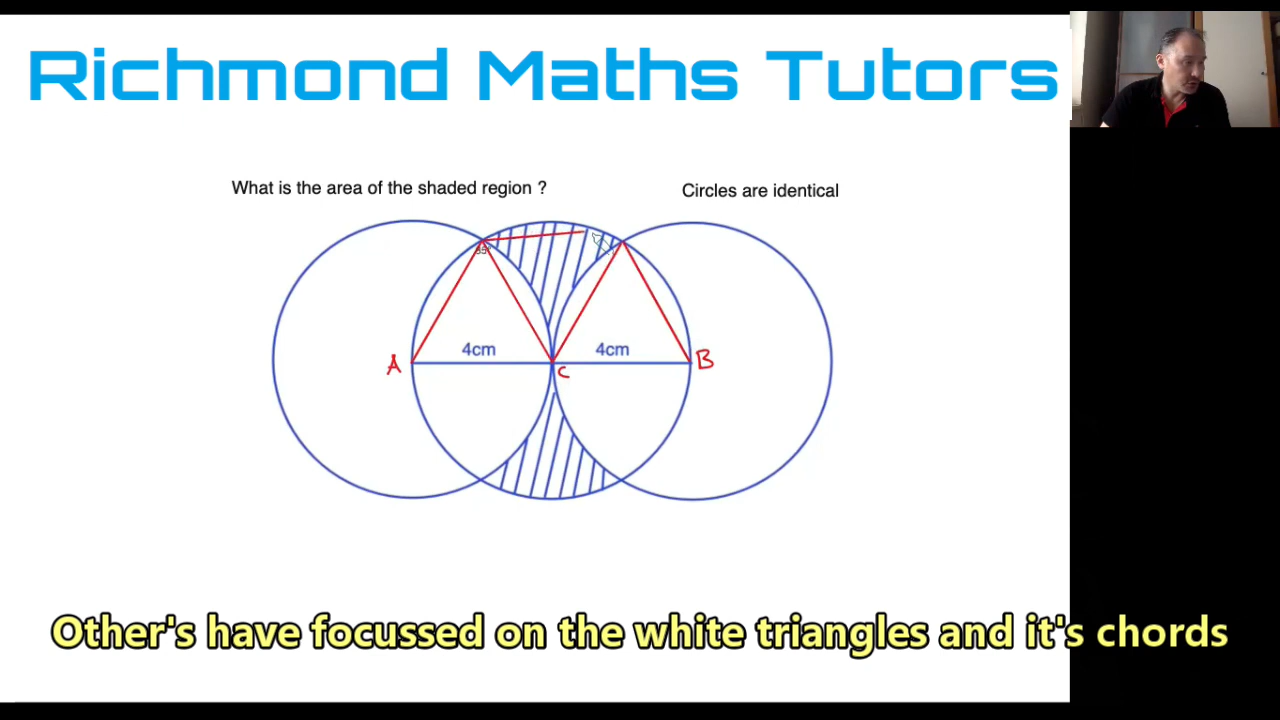 Richmond Maths Tutors
What is the area of the shaded region ?
Circles are identical
4cm
4cm
A
B
C
Other's have focussed on the white triangles and it's chords